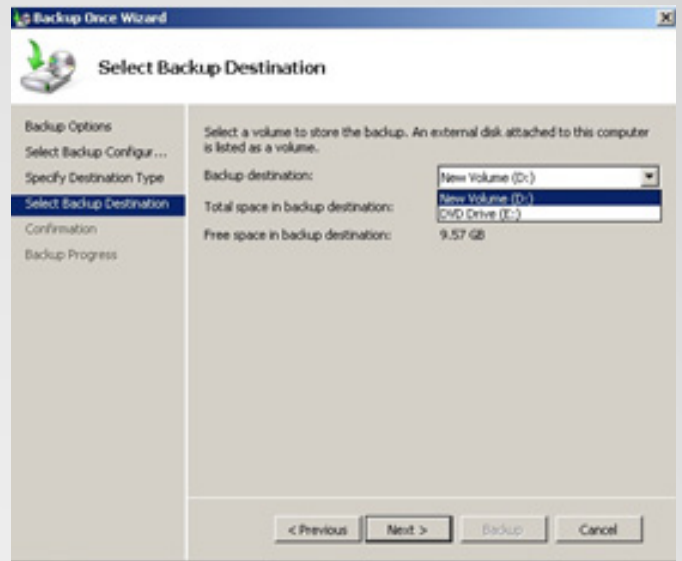 Backup Once Wizard
Select Backup Destination
Backup Options
Select Backup Configur...
Specify Destination Type
Select Backup Destination
Confirmation
Backup Progress
Select a volume to store the backup. An external disk attached to this computer
is listed as a volume.
Backup destination:
New Volume (D:)
New Volume (D:)
DVD Drive (E:)
Total space in backup destination:
Free space in backup destination:
9.57 GB
< Previous
Next >
Backup
Cancel